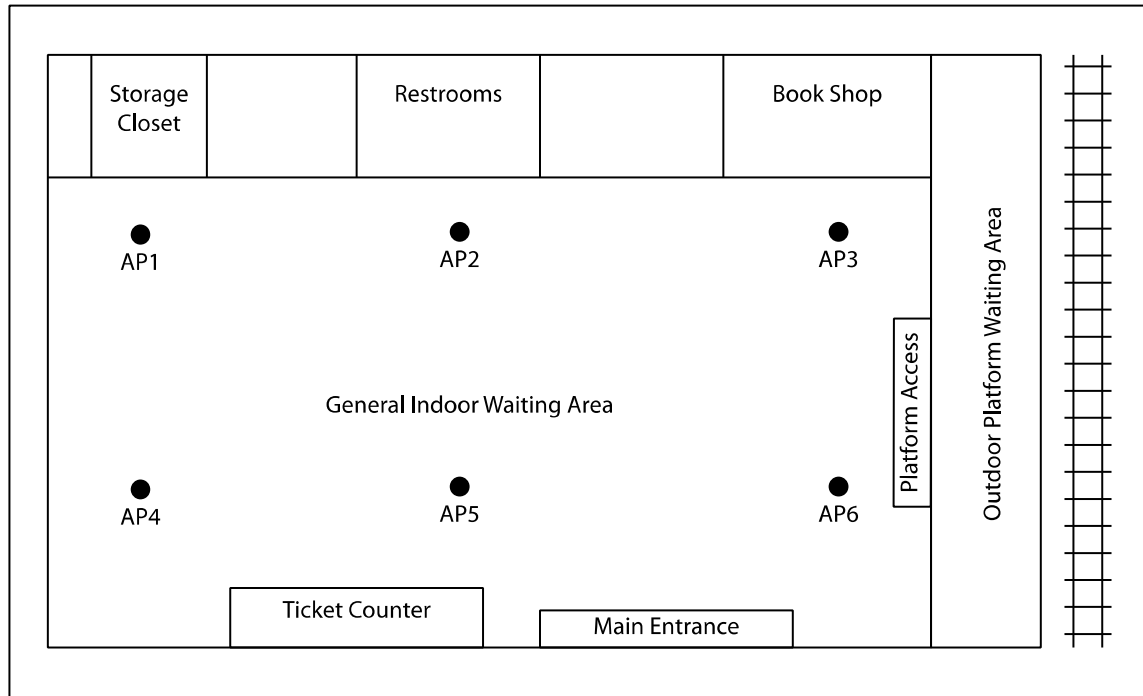 Storage
Closet
Restrooms
Book Shop
AP1
AP2
AP3
Outdoor Platform Waiting Area
Platform Access
General Indoor Waiting Area
AP4
AP5
AP6
Ticket Counter
Main Entrance